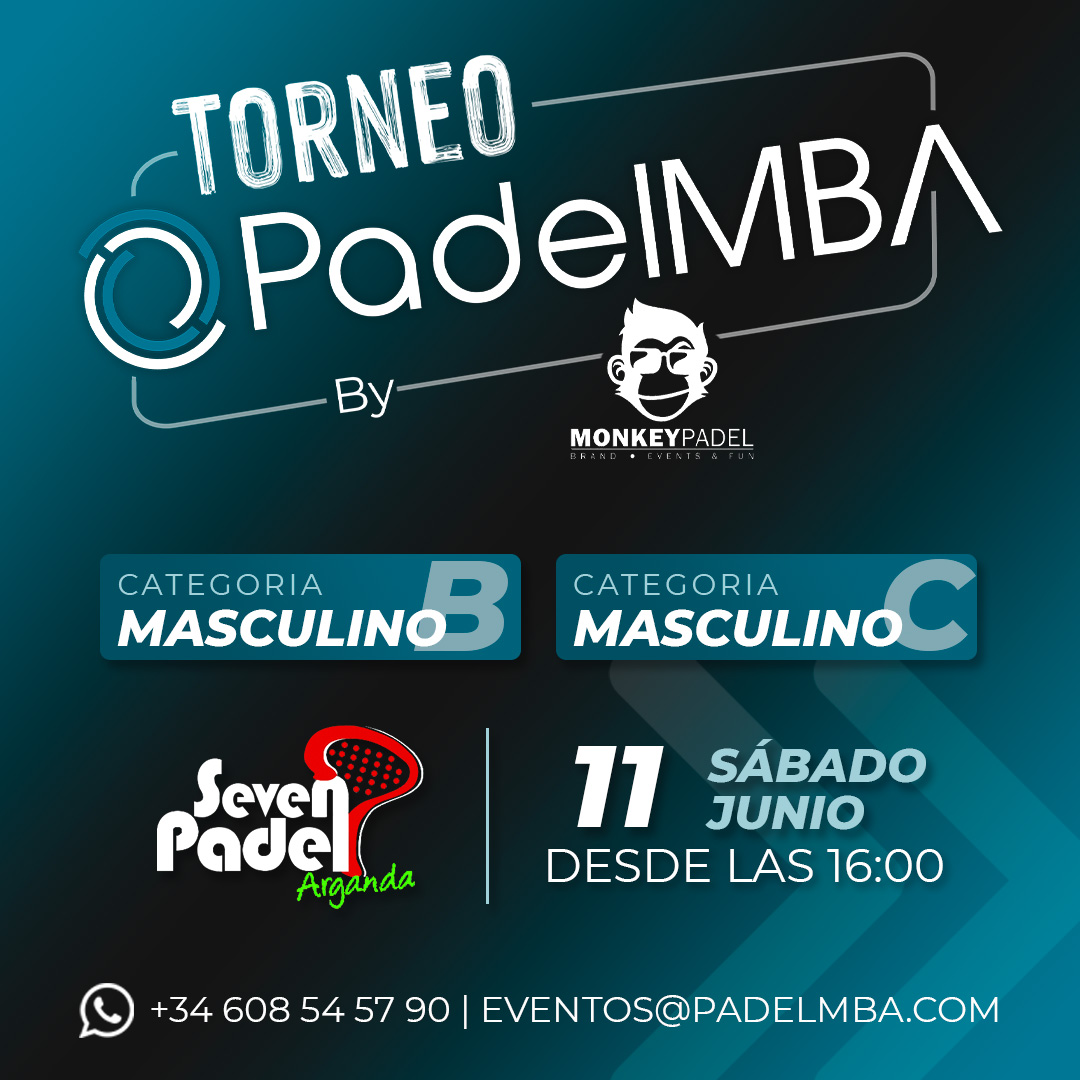 TORNEO
PadelMBA
By
MONKEYPADEL
BRAND • EVENTS & FUN
CATEGORIA
MASCULINO B
CATEGORIA
MASCULINO C
Seven
Padel
Arganda
11 SÁBADO
JUNIO
DESDE LAS 16:00
+34 608 54 57 90 | EVENTOS@PADELMBA.COM